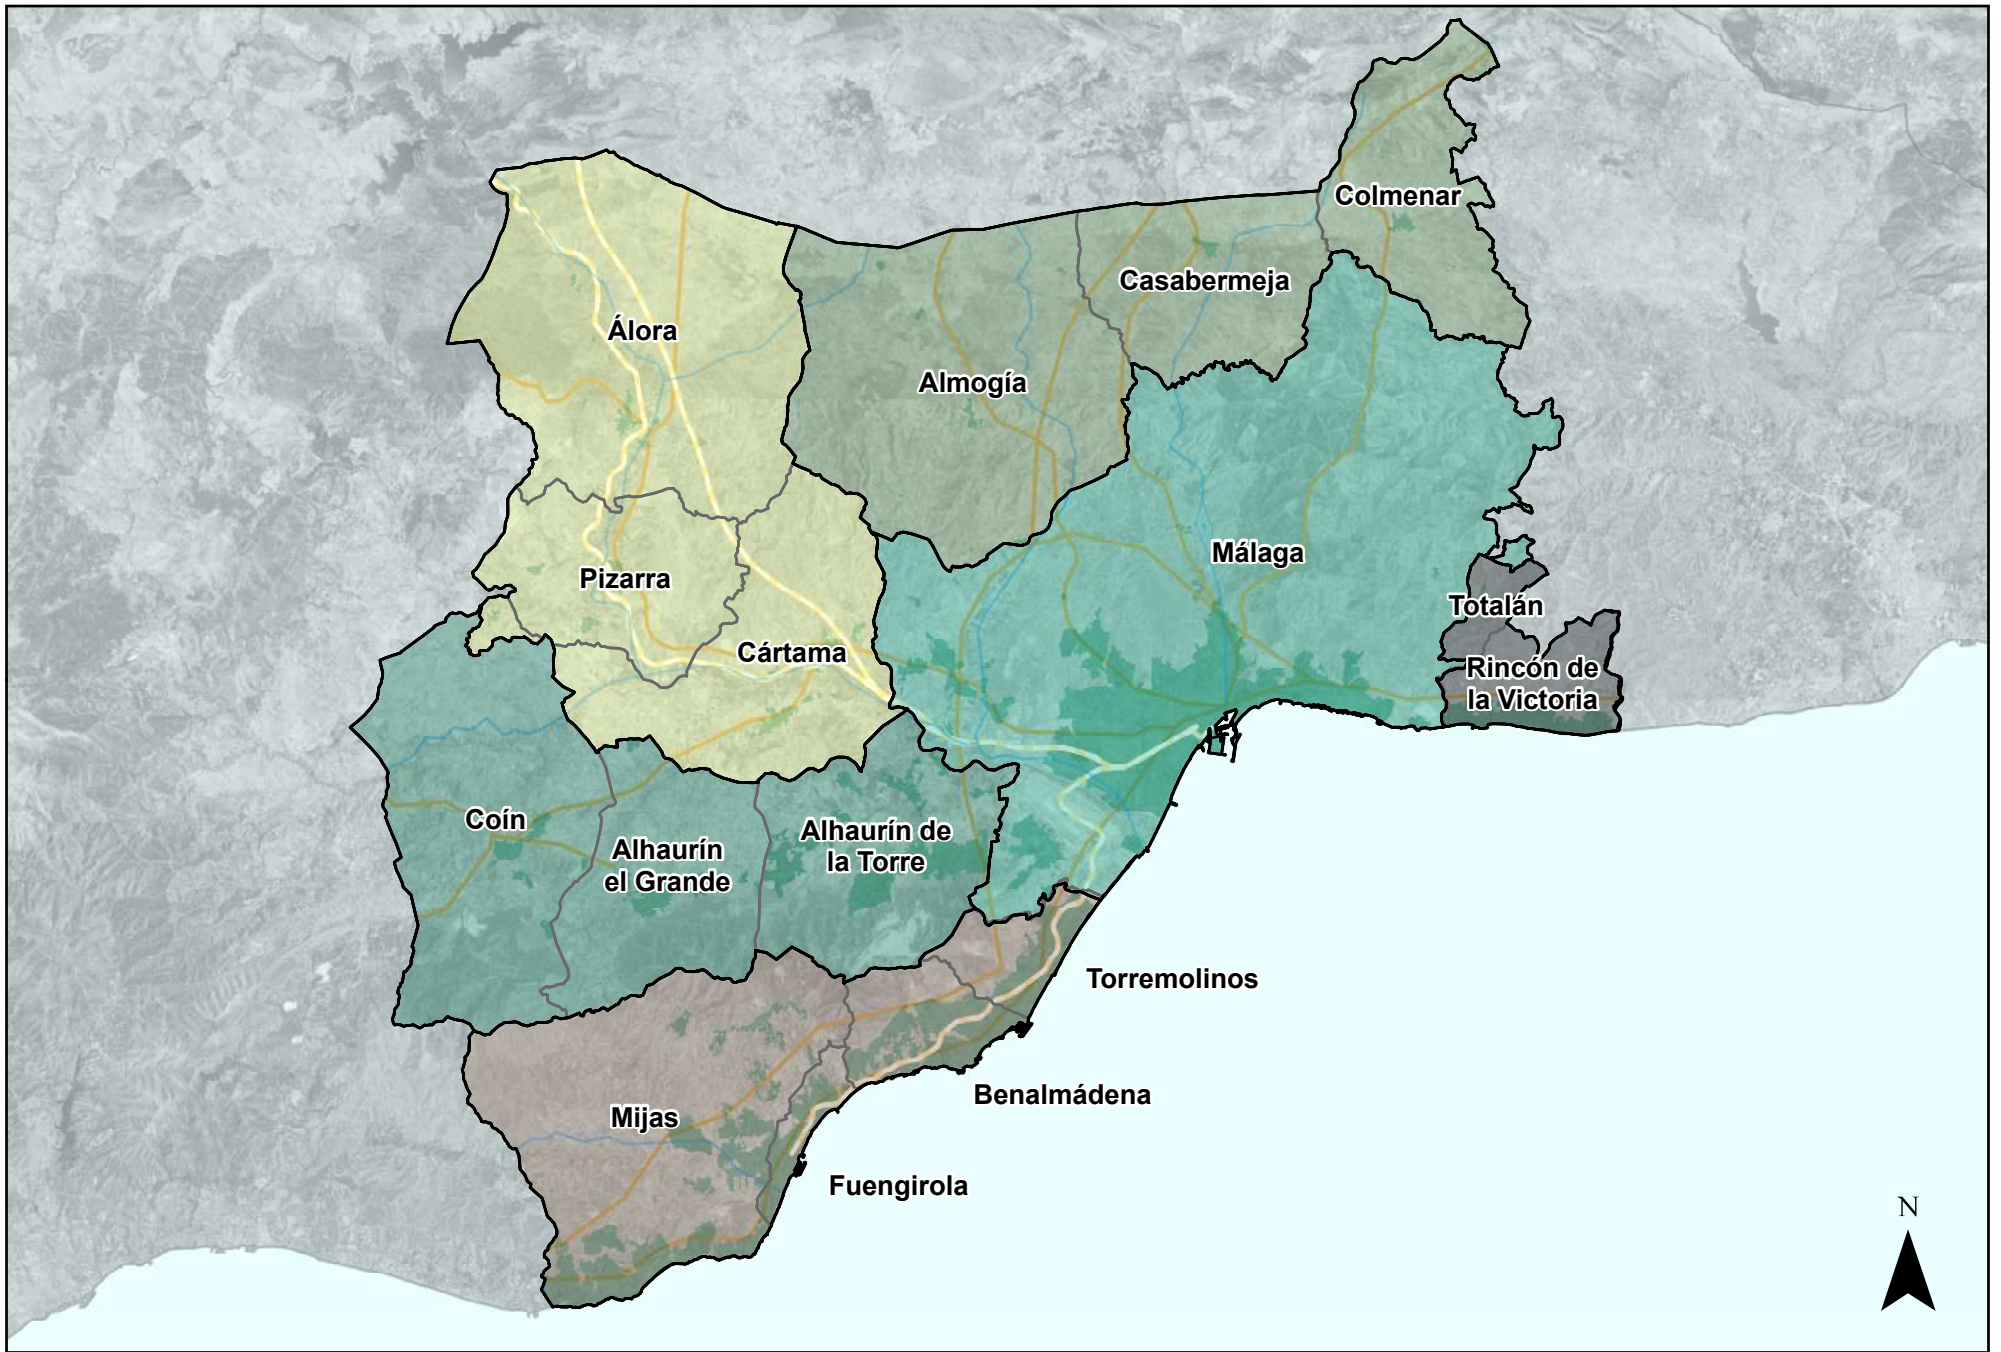 Colmenar
Casabermeja
Álora
Almogía
Málaga
Pizarra
Totalán
Cártama
Rincón de
la Victoria
Coín
Alhaurín
el Grande
Alhaurín de
la Torre
Torremolinos
Benalmádena
Mijas
Fuengirola
N